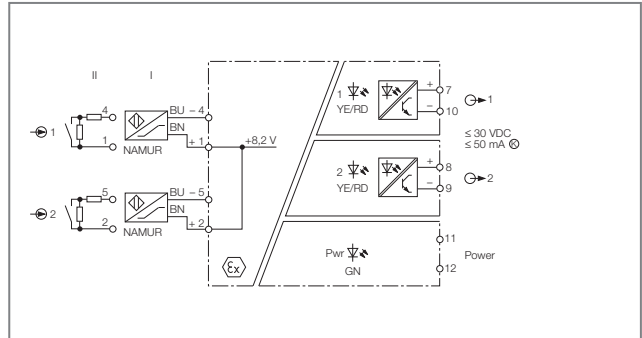 II I
1 YE/RD + 7 1
− 10
4 BU − 4
BN
1
1 NAMUR + 1 +8,2 V
≤ 30 VDC
≤ 50 mA K
2 YE/RD + 8 2
− 9
5 BU − 5
BN
2
2 NAMUR + 2
Pwr GN
11
12
Power
Ex